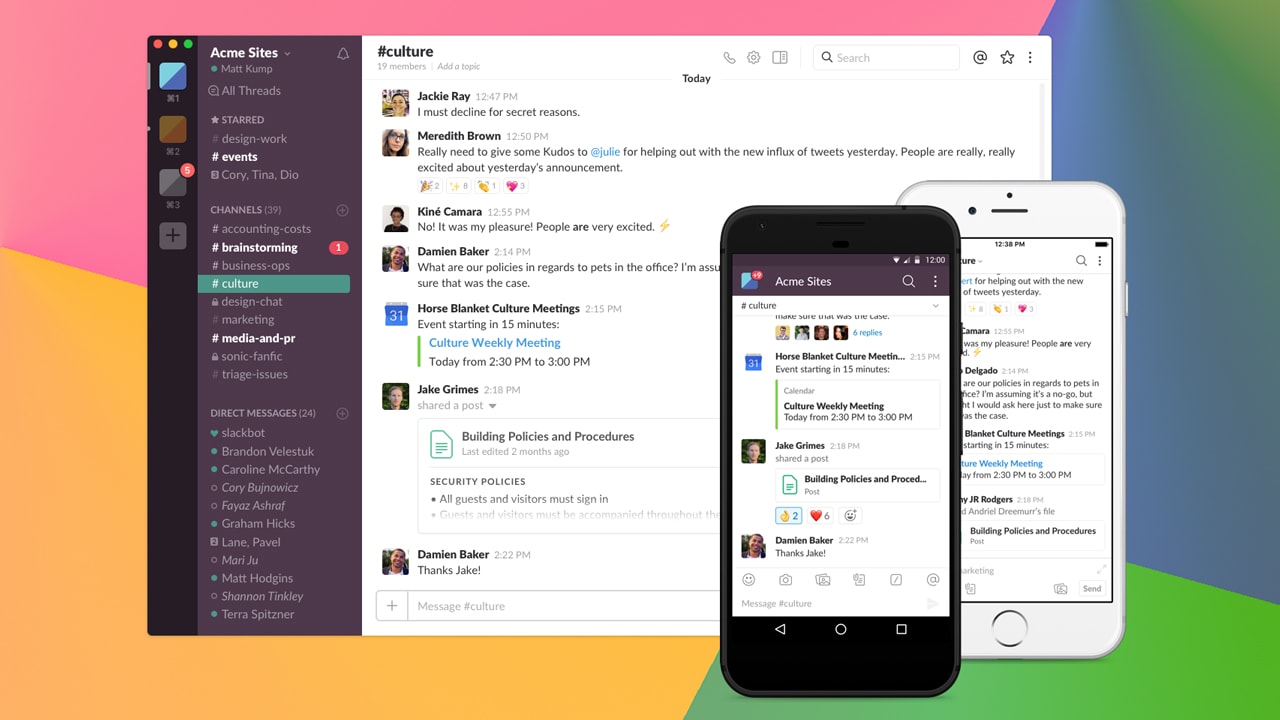 ⌘1
⌘2
5
⌘3
Acme Sites
Matt Kump
All Threads
STARRED
# design-work
# events
Cory, Tina, Dio
CHANNELS (39)
# accounting-costs
# brainstorming 1
# business-ops
# culture
design-chat
# marketing
# media-and-pr
sonic-fanfic
# triage-issues
DIRECT MESSAGES (24)
slackbot
Brandon Velestuk
Caroline McCarthy
Cory Bujnowicz
Fayaz Ashraf
Graham Hicks
2 Lane, Pavel
Mari Ju
Matt Hodgins
Shannon Tinkley
Terra Spitzner
#culture
19 members | Add a topic
Search
Today
Jackie Ray 12:47 PM
I must decline for secret reasons.
Meredith Brown 12:50 PM
Really need to give some Kudos to @julie for helping out with the new influx of tweets yesterday. People are really, really
excited about yesterday's announcement.
🎉 2 ✨ 8 👏 1 💖 3
Kiné Camara 12:55 PM
No! It was my pleasure! People are very excited. ⚡
Damien Baker 2:14 PM
What are our policies in regards to pets in the office? I'm assu
sure that was the case.
31
Horse Blanket Culture Meetings 2:15 PM
Event starting in 15 minutes:
Culture Weekly Meeting
Today from 2:30 PM to 3:00 PM
Jake Grimes 2:18 PM
shared a post
Building Policies and Procedures
Last edited 2 months ago
SECURITY POLICIES
• All guests and visitors must sign in
• Guests and visitors must be accompanied throughout the
Damien Baker 2:22 PM
Thanks Jake!
+ Message #culture
12:00
+9
Acme Sites
# culture
make sure that was the case.
6 replies
31
Horse Blanket Culture Meetin... 2:15 PM
Event starting in 15 minutes:
Calendar
Culture Weekly Meeting
Today from 2:30 PM to 3:00 PM
Jake Grimes 2:18 PM
shared a post
Building Policies and Proced...
Post
👌 2 ❤️ 6
Damien Baker 2:22 PM
Thanks Jake!
Message #culture
12:38 PM
ture
ert for helping out with the new
of tweets yesterday.
✨ 8 👏 1 💖 3
Camara 12:55 PM
was my pleasure! People are very
d. ⚡
Delgado 2:14 PM
are our policies in regards to pets in
ffice? I'm assuming it's a no-go, but
ht I would ask here just to make sure
was the case.
Blanket Culture Meetings 2:15 PM
starting in 15 minutes:
ture Weekly Meeting
y from 2:30 PM to 3:00 PM
ny JR Rodgers 2:18 PM
d Andriel Dreemurr's file
Building Policies and Procedures
Post
arketing
Send